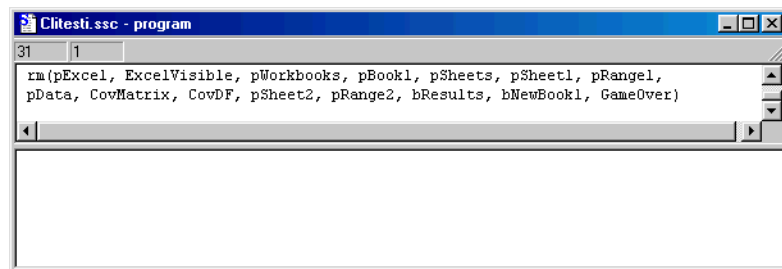 Clitesti.ssc - program
31 1
rm(pExcel, ExcelVisible, pWorkbooks, pBook1, pSheets, pSheet1, pRange1,
pData, CovMatrix, CovDF, pSheet2, pRange2, bResults, bNewBook1, GameOver)